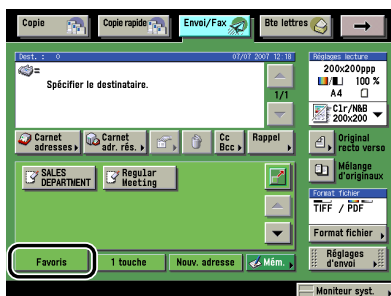 Copie
Copie rapide
Envoi/Fax
Bte lettres
Dest. : 0
07/07 2007 12:18
Spécifier le destinataire.
1/1
Réglages lecture
200x200ppp
100 %
A4
Clr/N&B
200x200
Carnet
adresses
Carnet
adr. rés.
Cc
Bcc
Rappel
Original
recto verso
Mélange
d'originaux
SALES
DEPARTMENT
Regular
Meeting
Format fichier
TIFF / PDF
Format fichier
Favoris
1 touche
Nouv. adresse
Mém.
Réglages
d'envoi
Moniteur syst.